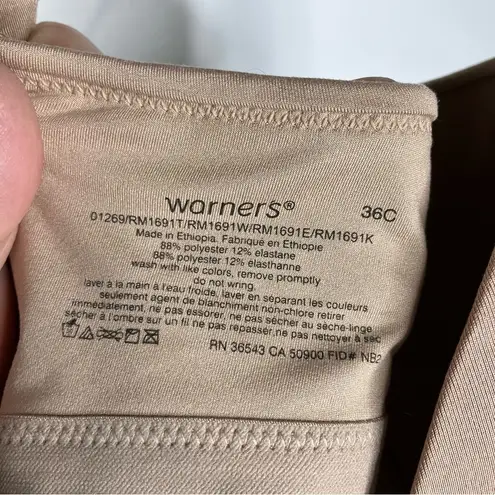 warners® 36C
01269/RM1691T/RM1691W/RM1691E/RM1691K
Made in Ethiopia. Fabriqué en Ethiopie
88% polyester 12% elastane
88% polyester 12% elasthanne
wash with like colors, remove promptly
do not wring.
laver à la main à l'eau froide, laver en séparant les couleurs
seulement agent de blanchiment non-chlore retirer
immédiatement, ne pas essorer, ne pas sécher au sèche-linge
sécher à l'ombre sur un fil ne pas repasser, ne pas nettoyer à sec
RN 36543 CA 50900 FID# NB2